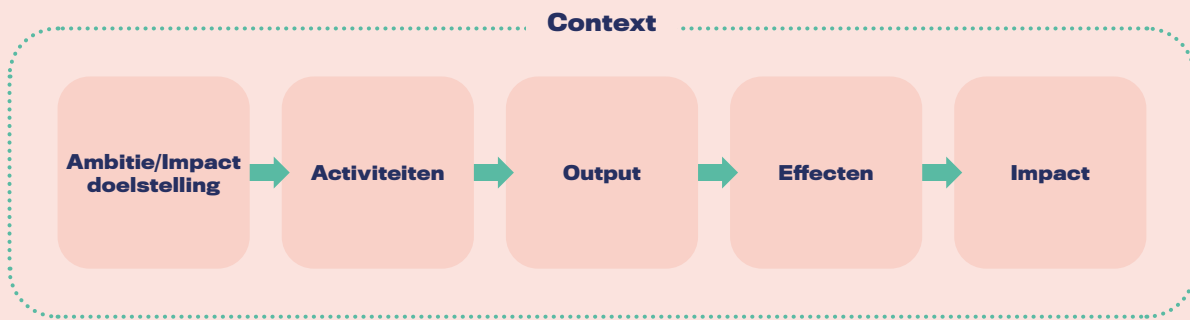 Context
Ambitie/Impact
doelstelling
Activiteiten
Output
Effecten
Impact